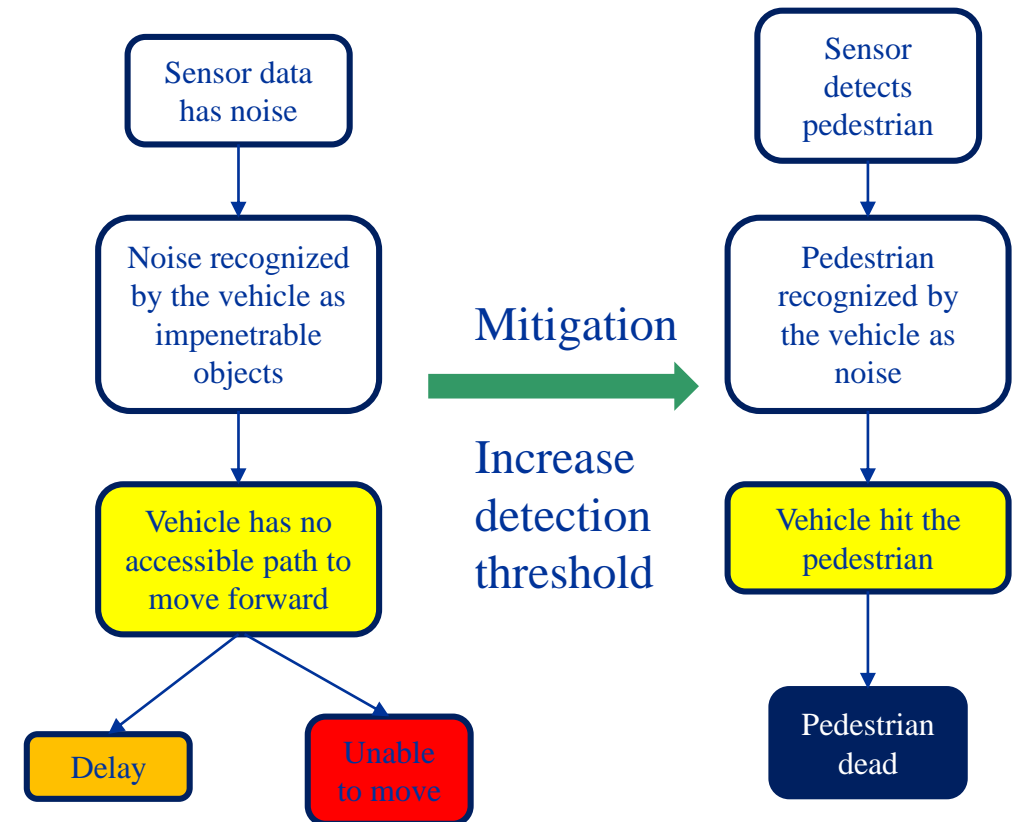 Sensor data
has noise
Noise recognized
by the vehicle as
impenetrable
objects
Vehicle has no
accessible path to
move forward
Delay
Unable
to move
Mitigation
Increase
detection
threshold
Sensor
detects
pedestrian
Pedestrian
recognized by
the vehicle as
noise
Vehicle hit the
pedestrian
Pedestrian
dead